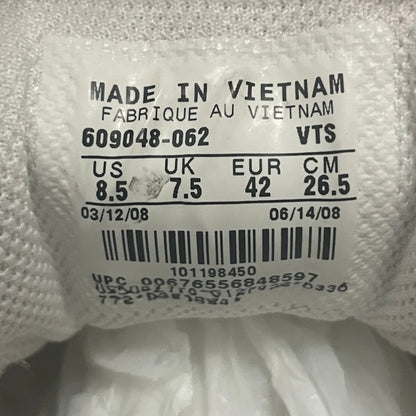 MADE IN VIETNAM
FABRIQUE AU VIETNAM
609048-062 VTS
US UK EUR CM
8.5 7.5 42 26.5
03/12/08 06/14/08
101198450
UPC 00676556848597